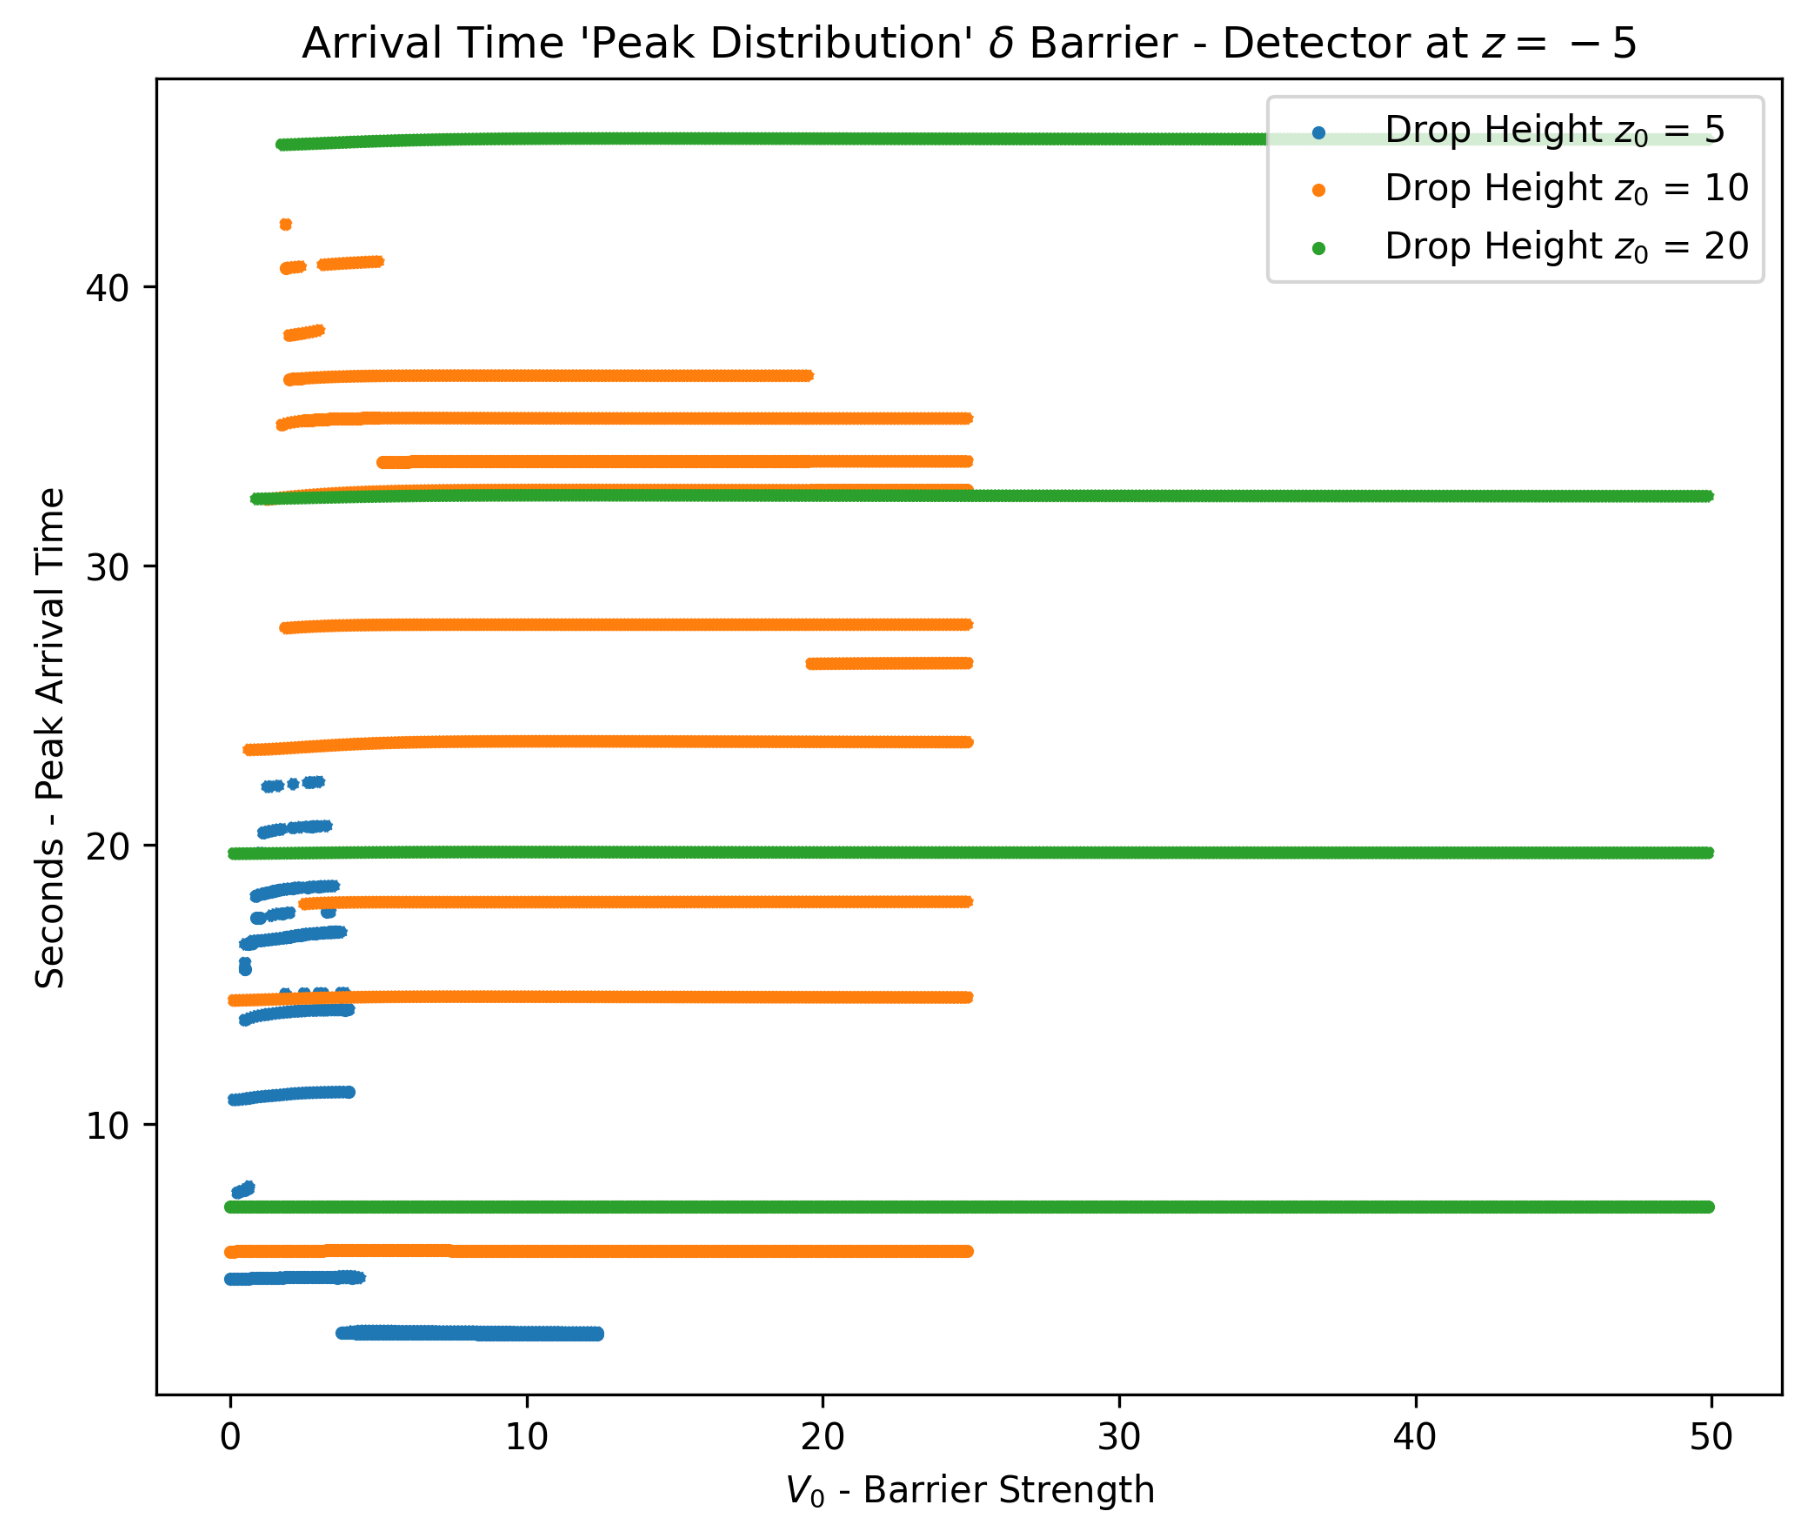 Arrival Time 'Peak Distribution' δ Barrier - Detector at z = − 5
Drop Height z₀ = 5
Drop Height z₀ = 10
Drop Height z₀ = 20
Seconds - Peak Arrival Time
40
30
20
10
0 10 20 30 40 50
V₀ - Barrier Strength